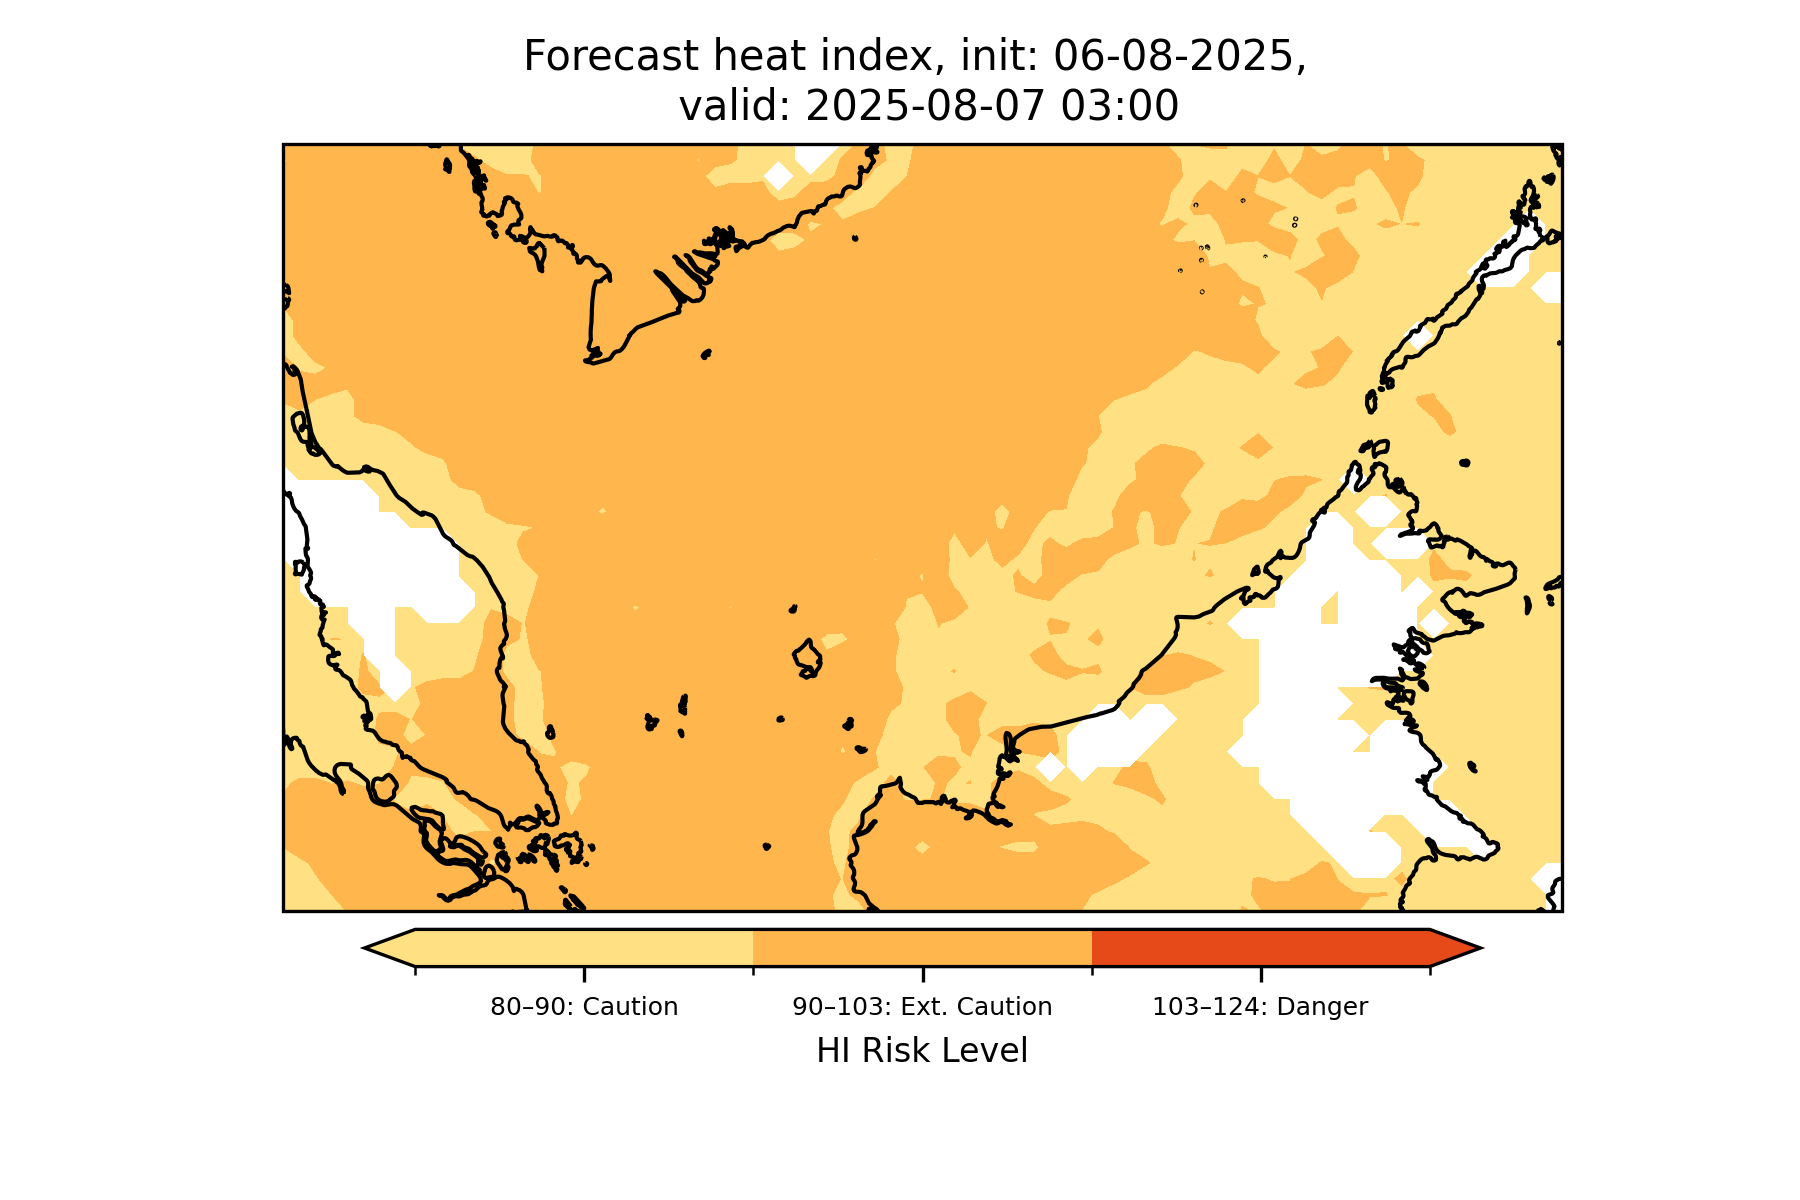 Forecast heat index, init: 06-08-2025,
valid: 2025-08-07 03:00
80–90: Caution
90–103: Ext. Caution
103–124: Danger
HI Risk Level